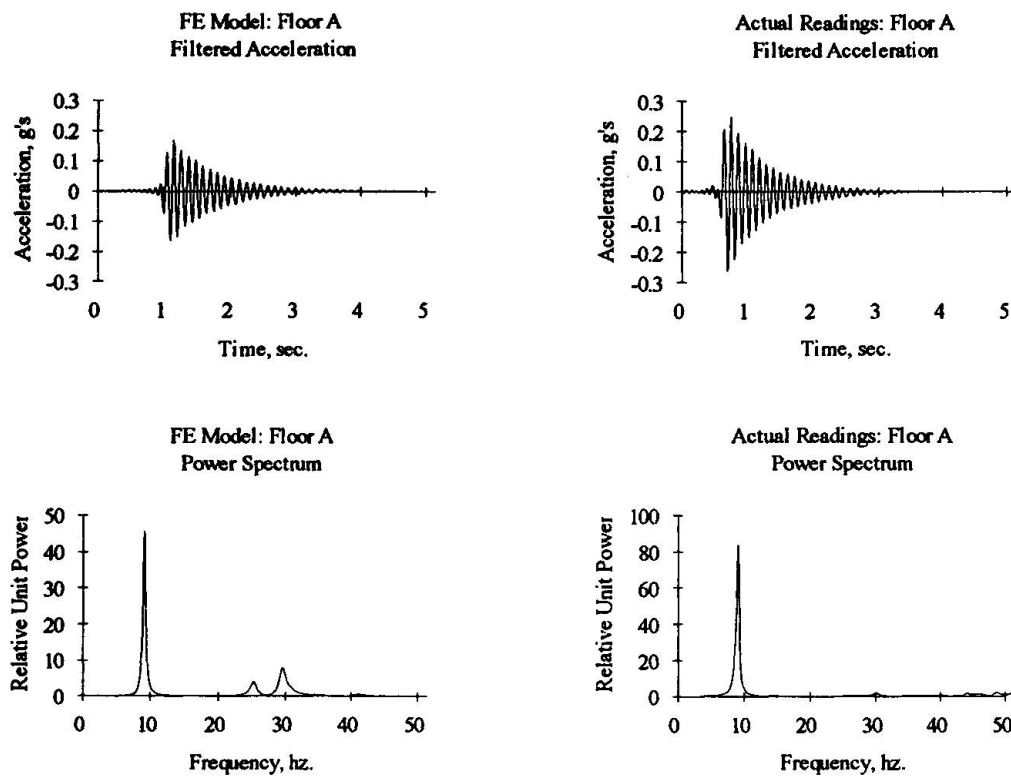 FE Model: Floor A
Filtered Acceleration
Acceleration, g's
0.3
0.2
0.1
0
-0.1
-0.2
-0.3
0 1 2 3 4 5
Time, sec.
Actual Readings: Floor A
Filtered Acceleration
Acceleration, g's
0.3
0.2
0.1
0
-0.1
-0.2
-0.3
0 1 2 3 4 5
Time, sec.
FE Model: Floor A
Power Spectrum
Relative Unit Power
50
40
30
20
10
0
0 10 20 30 40 50
Frequency, hz.
Actual Readings: Floor A
Power Spectrum
Relative Unit Power
100
80
60
40
20
0
0 10 20 30 40 50
Frequency, hz.